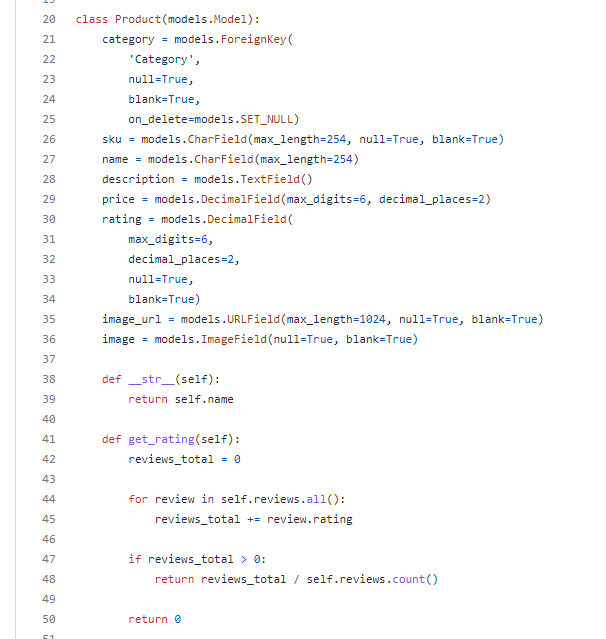 20 class Product(models.Model):
21     category = models.ForeignKey(
22         'Category',
23         null=True,
24         blank=True,
25         on_delete=models.SET_NULL)
26     sku = models.CharField(max_length=254, null=True, blank=True)
27     name = models.CharField(max_length=254)
28     description = models.TextField()
29     price = models.DecimalField(max_digits=6, decimal_places=2)
30     rating = models.DecimalField(
31         max_digits=6,
32         decimal_places=2,
33         null=True,
34         blank=True)
35     image_url = models.URLField(max_length=1024, null=True, blank=True)
36     image = models.ImageField(null=True, blank=True)
37
38     def __str__(self):
39         return self.name
40
41     def get_rating(self):
42         reviews_total = 0
43
44         for review in self.reviews.all():
45             reviews_total += review.rating
46
47         if reviews_total > 0:
48             return reviews_total / self.reviews.count()
49
50         return 0